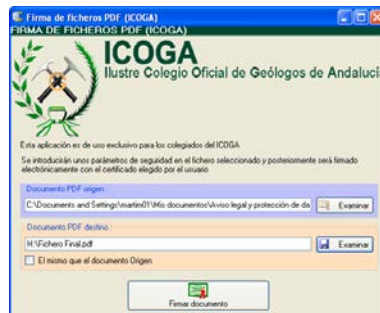 Firma de ficheros PDF (ICOGA)
FIRMA DE FICHEROS PDF (ICOGA)
ICOGA
Ilustre Colegio Oficial de Geólogos de Andalucí
Esta aplicación es de uso exclusivo para los colegiados del ICOGA
Se introducirán unos parámetros de seguridad en el fichero seleccionado y posteriormente será firmado
electrónicamente con el certificado elegido por el usuario
Documento PDF origen :
C:\Documents and Settings\martin01\Mis documentos\Aviso legal y protección de da
Examinar
Documento PDF destino :
H:\Fichero Final.pdf
Examinar
El mismo que el documento Origen
Firmar documento